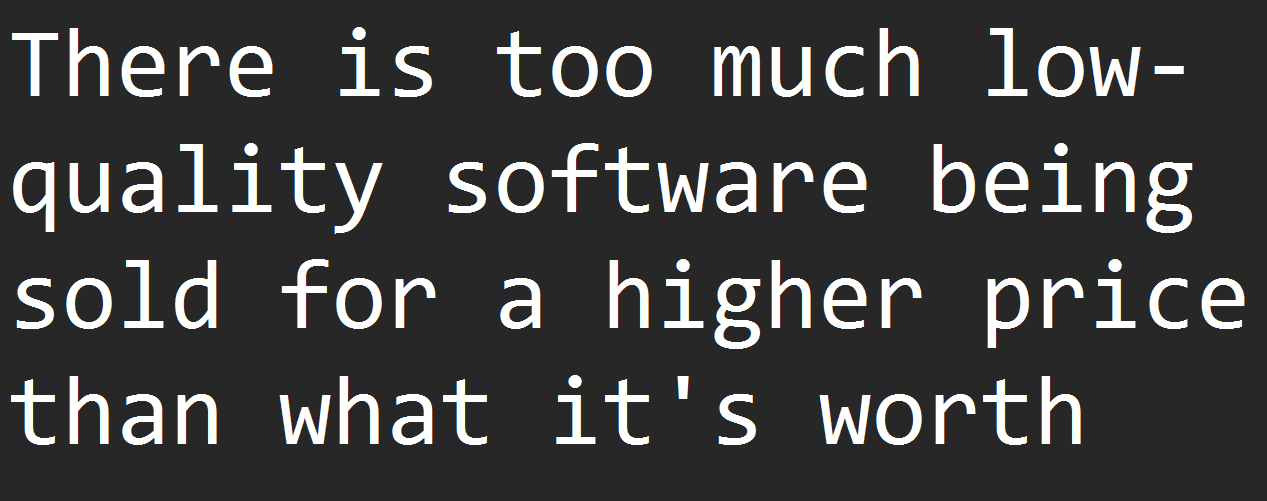 There is too much low-
quality software being
sold for a higher price
than what it's worth